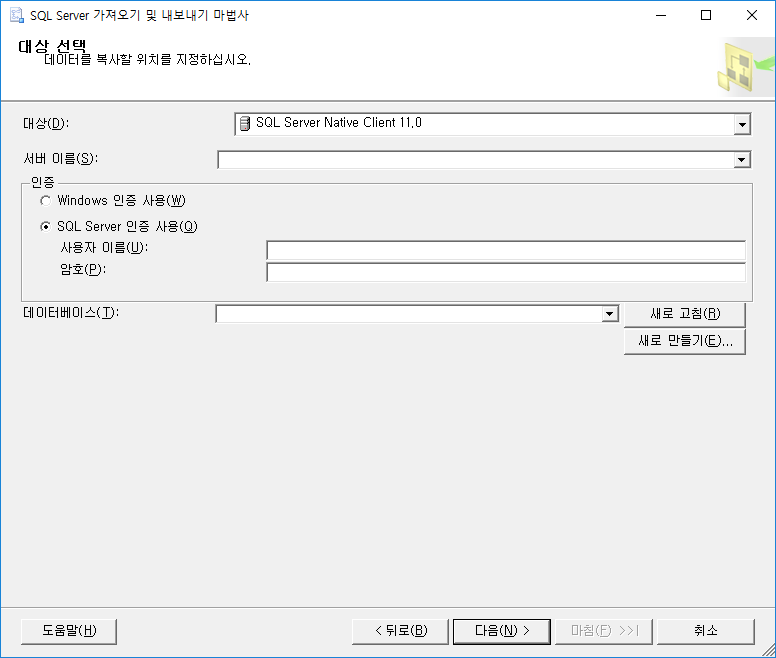 SQL Server 가져오기 및 내보내기 마법사
대상 선택
데이터를 복사할 위치를 지정하십시오.
대상(D):
SQL Server Native Client 11.0
서버 이름(S):
인증
Windows 인증 사용(W)
SQL Server 인증 사용(Q)
사용자 이름(U):
암호(P):
데이터베이스(T):
새로 고침(R)
새로 만들기(E)...
도움말(H)
< 뒤로(B)
다음(N) >
마침(F) >>|
취소